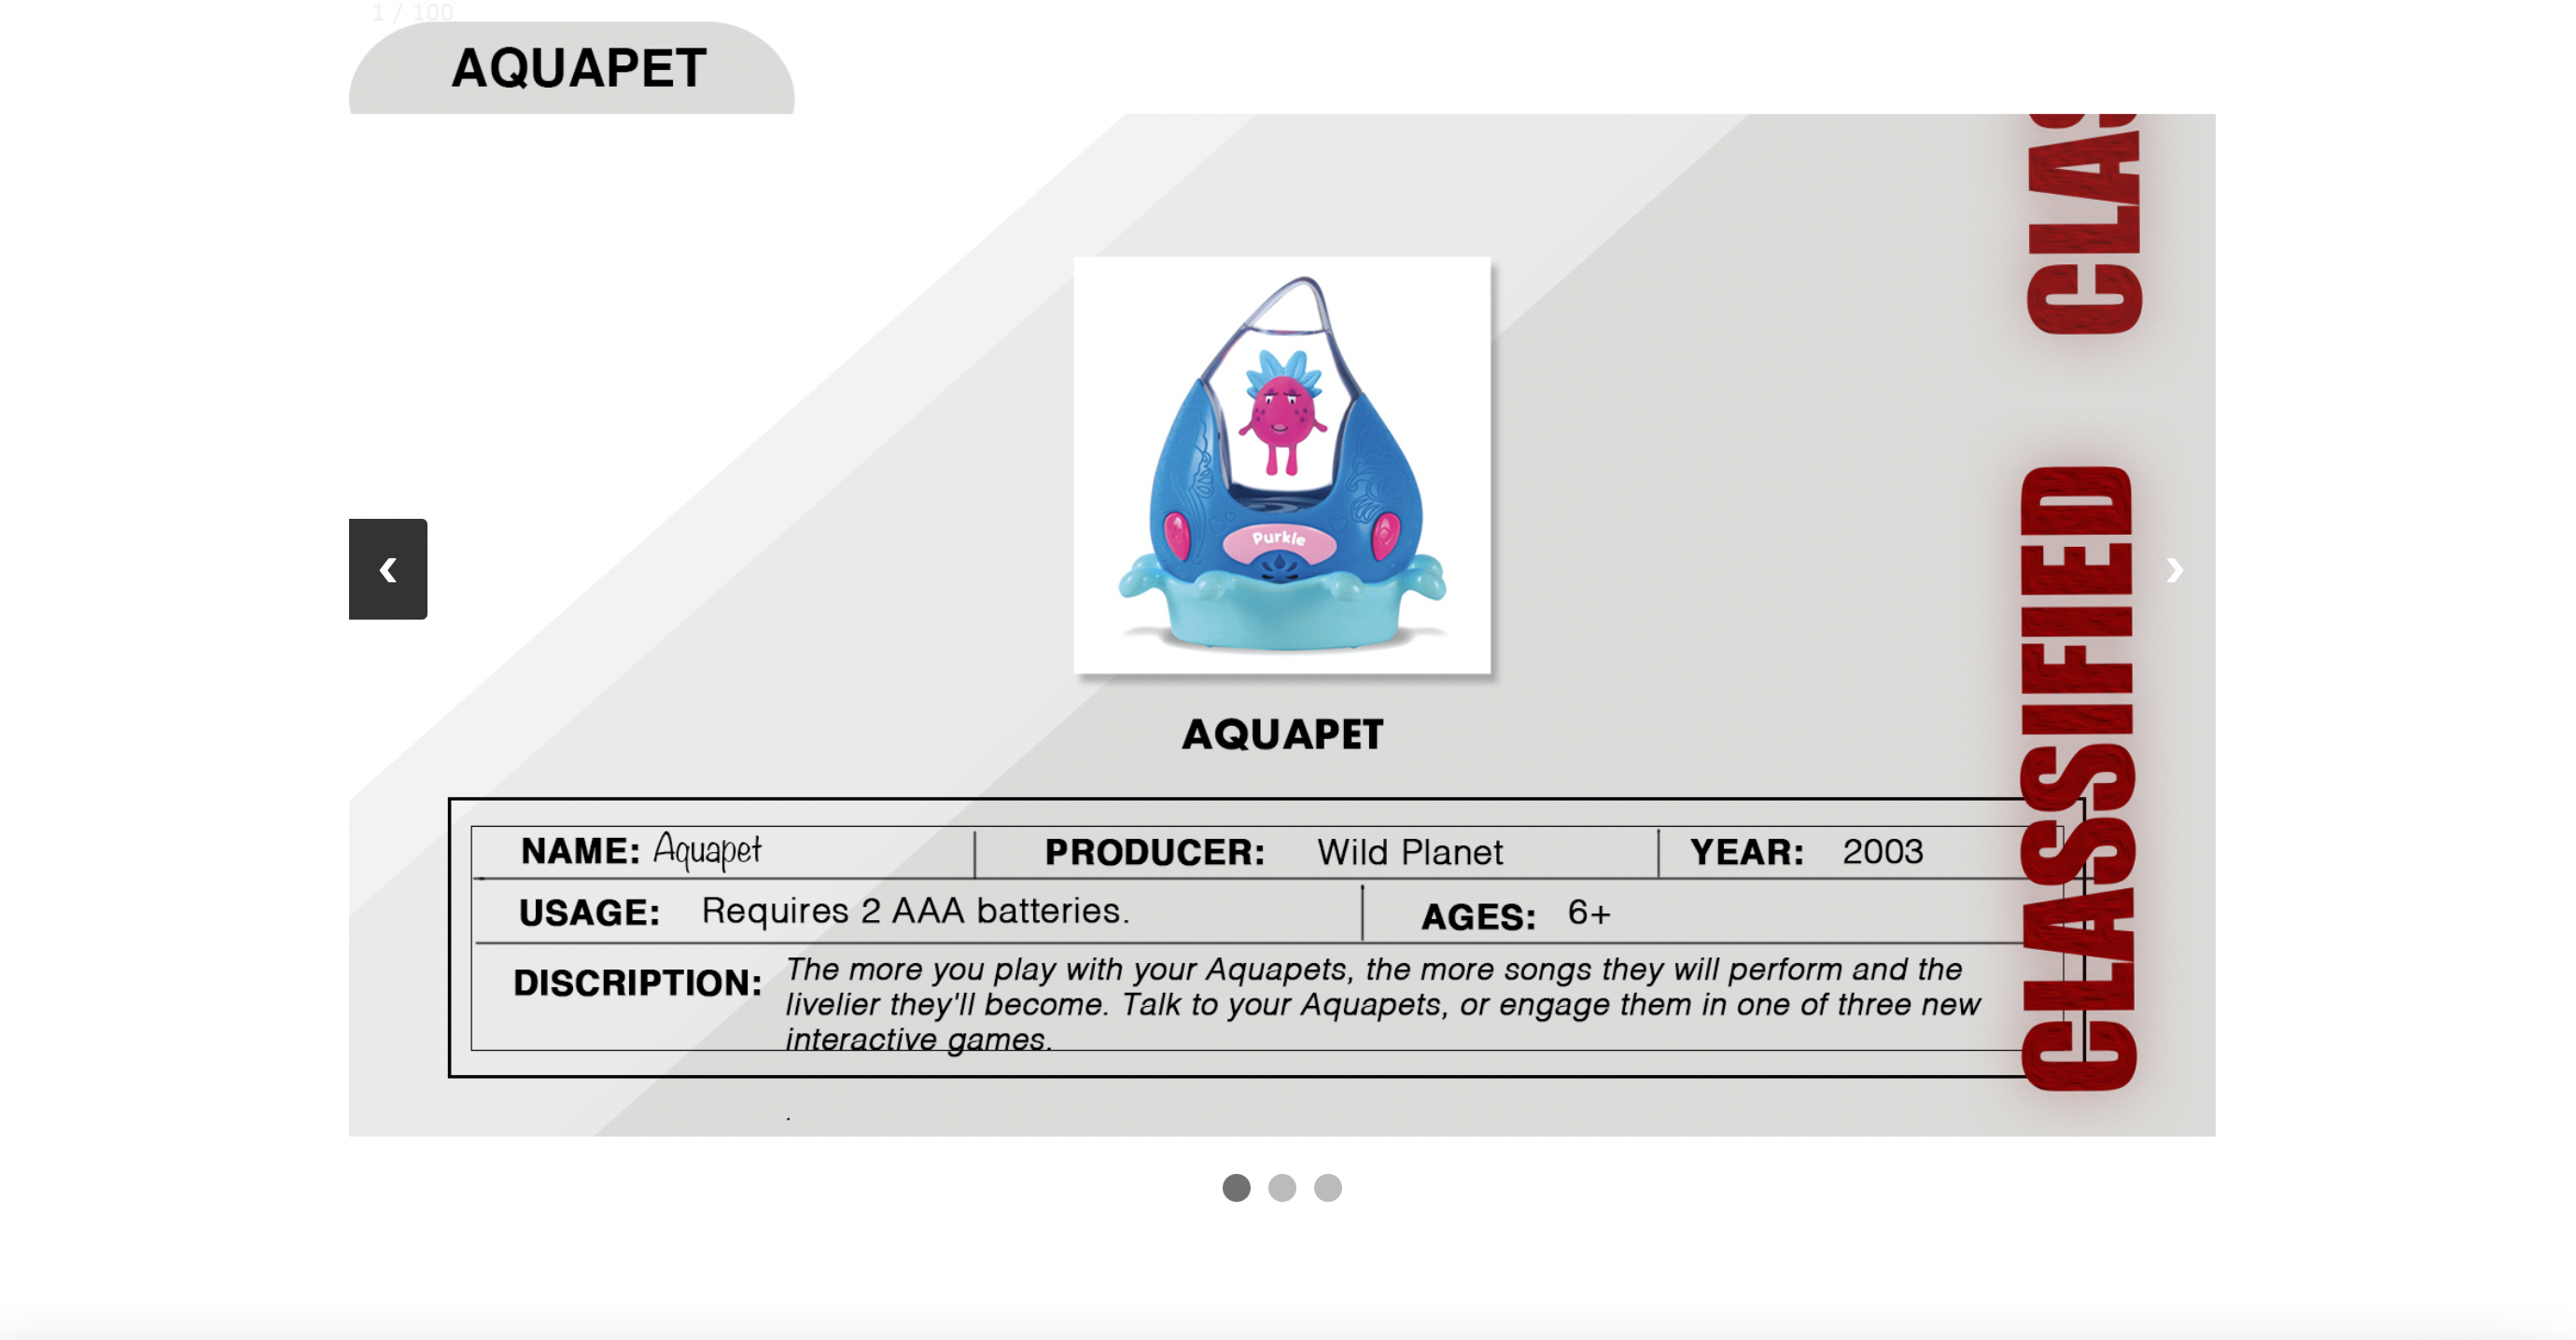 1 / 100
AQUAPET
CLAS
Purkle
CLASSIFIED
AQUAPET
NAME: Aquapet PRODUCER: Wild Planet YEAR: 2003
USAGE: Requires 2 AAA batteries. AGES: 6+
DISCRIPTION: The more you play with your Aquapets, the more songs they will perform and the
livelier they'll become. Talk to your Aquapets, or engage them in one of three new
interactive games.
.